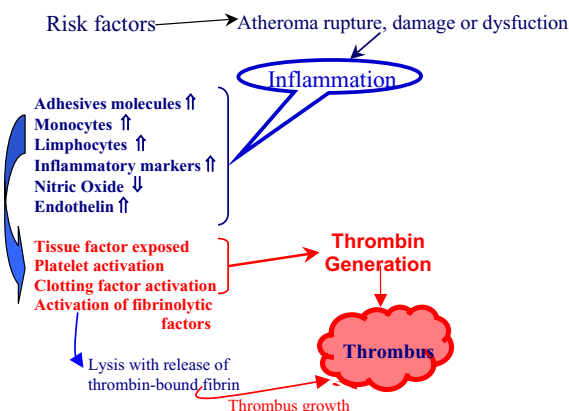 Risk factors
Atheroma rupture, damage or dysfuction
Inflammation
Adhesives molecules ⇑
Monocytes ⇑
Limphocytes ⇑
Inflammatory markers ⇑
Nitric Oxide ⇓
Endothelin ⇑
Tissue factor exposed
Platelet activation
Clotting factor activation
Activation of fibrinolytic
factors
Thrombin
Generation
Thrombus
Lysis with release of
thrombin-bound fibrin
Thrombus growth